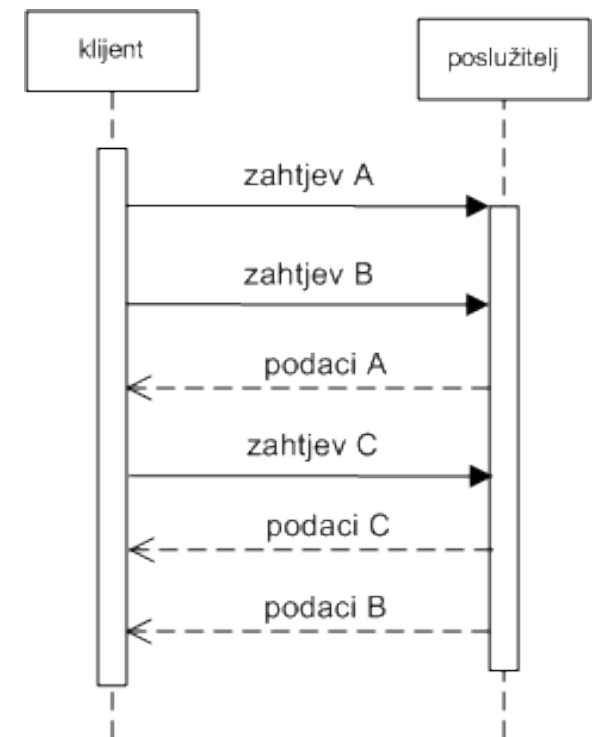 klijent
poslužitelj
zahtjev A
zahtjev B
podaci A
zahtjev C
podaci C
podaci B